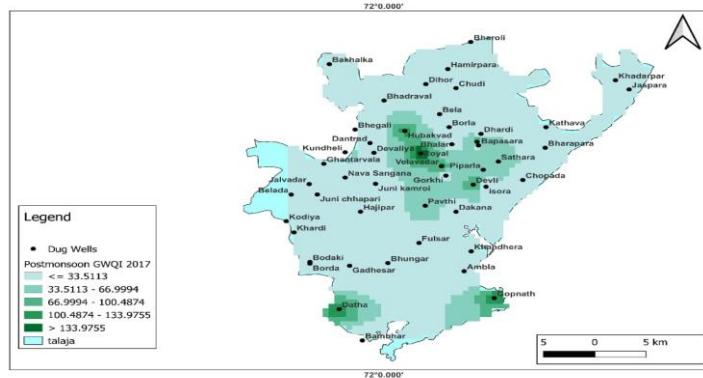 72°0.000'
Bheroli
Bakhalka
Hamirpara
Khadarpar
Dihor
Chudi
Jaspara
Bhadraval
Bela
Bhegali
Borla
Kathava
Hubakvad
Dhardi
Dantrad
Bhalar
Bapasara
Kundheli
Devaliya
Royal
Bharapara
Ghantarvala
Velavadar
Piparla
Sathara
Nava Sangana
Gorkhi
Chopada
Jalvadar
Juni kamroi
Devli
Isora
Belada
Juni chhapari
Pavthi
Hajipar
Dakana
Kodiya
Khardi
Fulsar
Khandhera
Bodaki
Borda
Gadhesar
Bhungar
Ambla
Gopnath
Datha
Bambhar
Legend
Dug Wells
Postmonsoon GWQI 2017
<= 33.5113
33.5113 - 66.9994
66.9994 - 100.4874
100.4874 - 133.9755
> 133.9755
talaja
5 0 5 km
72°0.000'